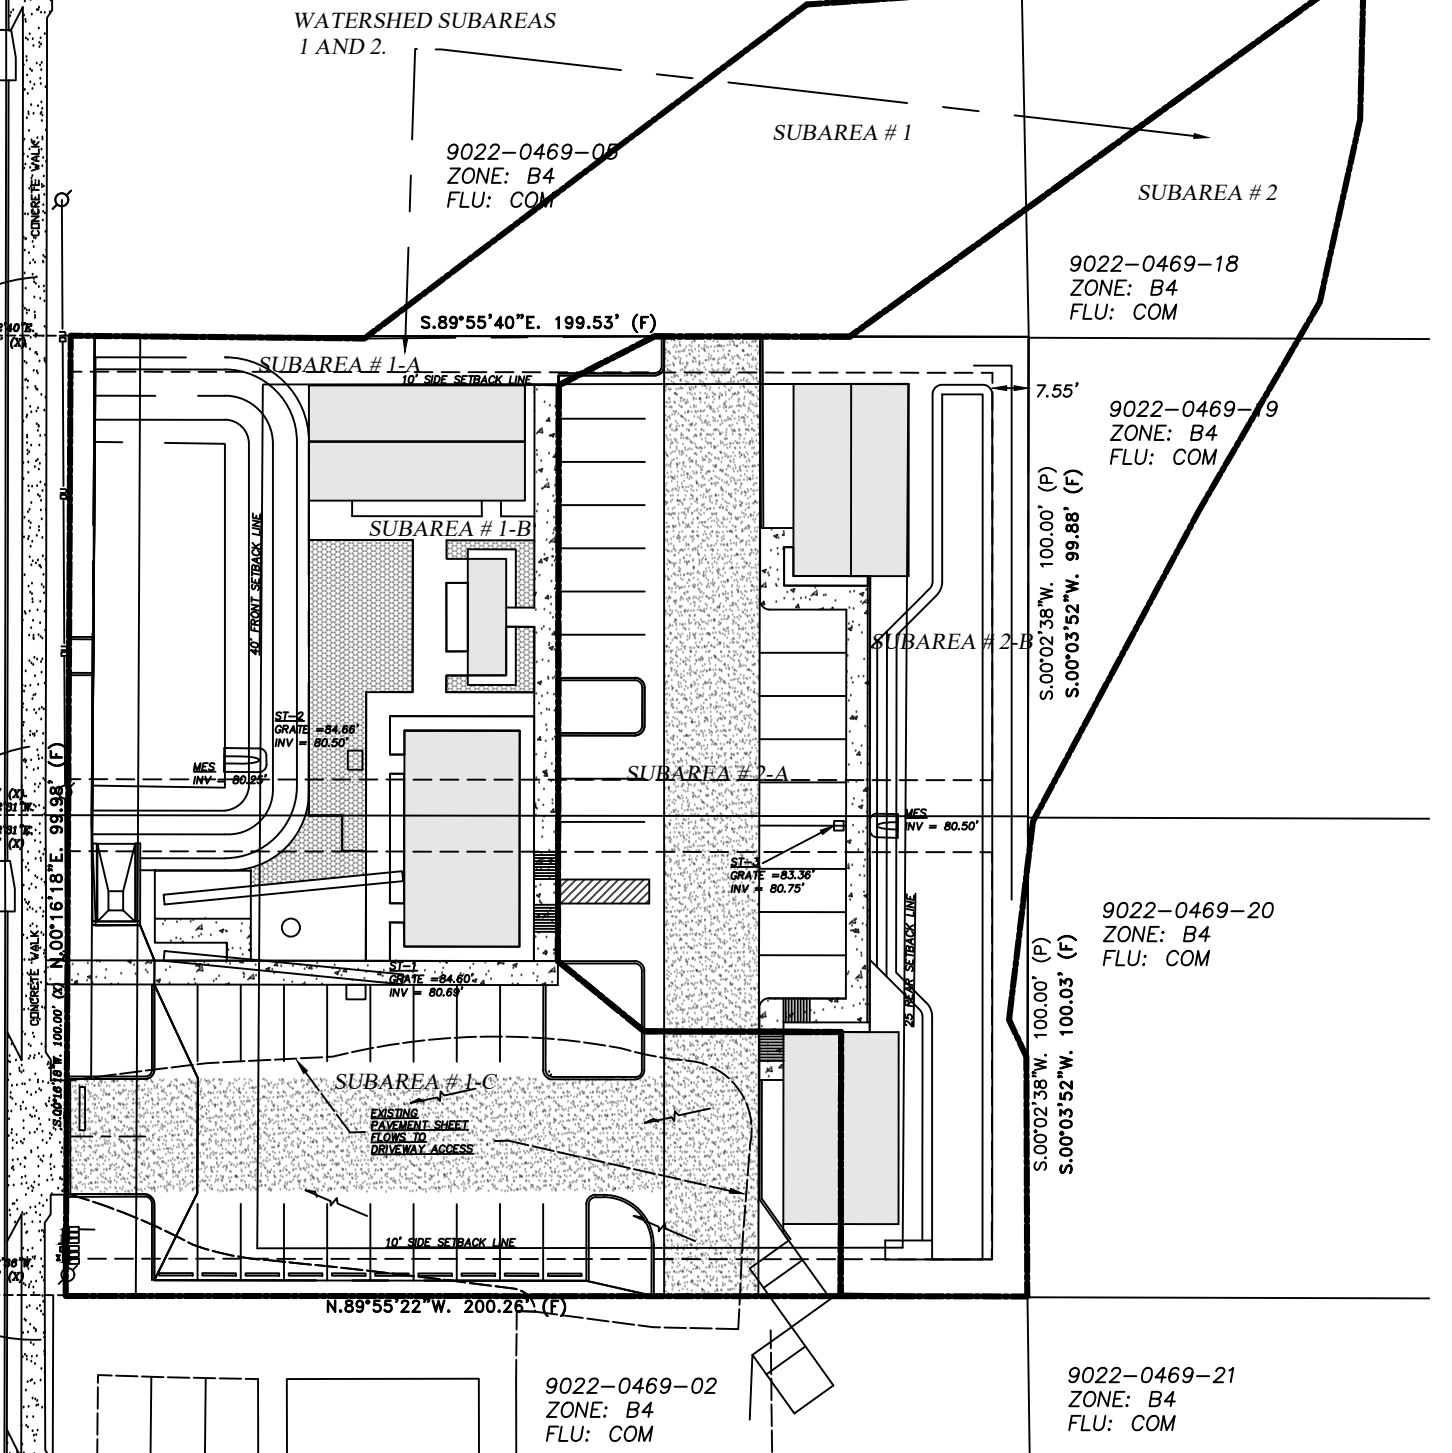 WATERSHED SUBAREAS
1 AND 2.
SUBAREA # 1
9022-0469-05
ZONE: B4
FLU: COM
SUBAREA # 2
9022-0469-18
ZONE: B4
FLU: COM
CONCRETE WALK
S.89°55'40"E. 199.53' (F)
SUBAREA # 1-A
10' SIDE SETBACK LINE
7.55'
9022-0469-19
ZONE: B4
FLU: COM
S.00°02'38"W. 100.00' (P)
S.00°03'52"W. 99.88' (F)
SUBAREA # 1-B
40' FRONT SETBACK LINE
SUBAREA # 2-B
ST-2
GRATE =84.66'
INV = 80.50'
MES
INV = 80.25'
SUBAREA # 2-A
N.00°16'18"E. 99.98' (F)
MES
INV = 80.50'
ST-3
GRATE =83.36'
INV = 80.75'
9022-0469-20
ZONE: B4
FLU: COM
25 REAR SETBACK LINE
CONCRETE WALK
ST-1
GRATE =84.60'
INV = 80.69'
S.00°16'18"W. 100.00' (X)
S.00°02'38"W. 100.00' (P)
S.00°03'52"W. 100.03' (F)
SUBAREA # 1-C
EXISTING
PAVEMENT SHEET
FLOWS TO
DRIVEWAY ACCESS
10' SIDE SETBACK LINE
N.89°55'22"W. 200.26' (F)
9022-0469-02
ZONE: B4
FLU: COM
9022-0469-21
ZONE: B4
FLU: COM